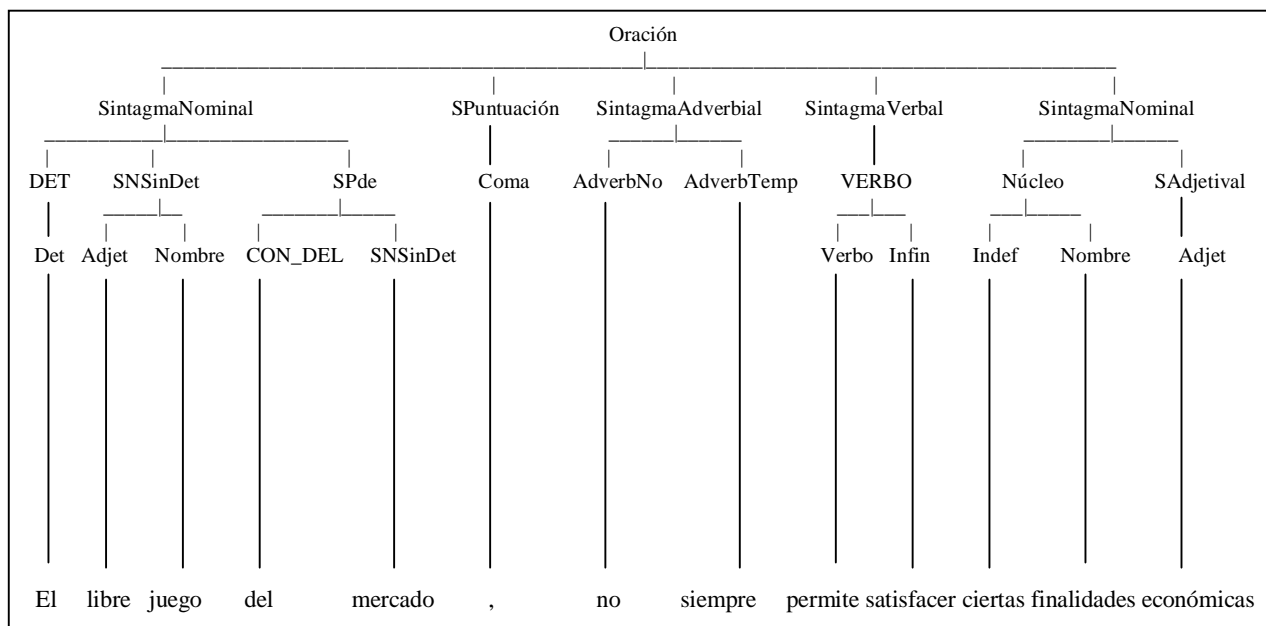 Oración
SintagmaNominal SPuntuación SintagmaAdverbial SintagmaVerbal SintagmaNominal
DET SNSinDet SPde Coma AdverbNo AdverbTemp VERBO Núcleo SAdjetival
Det Adjet Nombre CON_DEL SNSinDet Verbo Infin Indef Nombre Adjet
El libre juego del mercado , no siempre permite satisfacer ciertas finalidades económicas